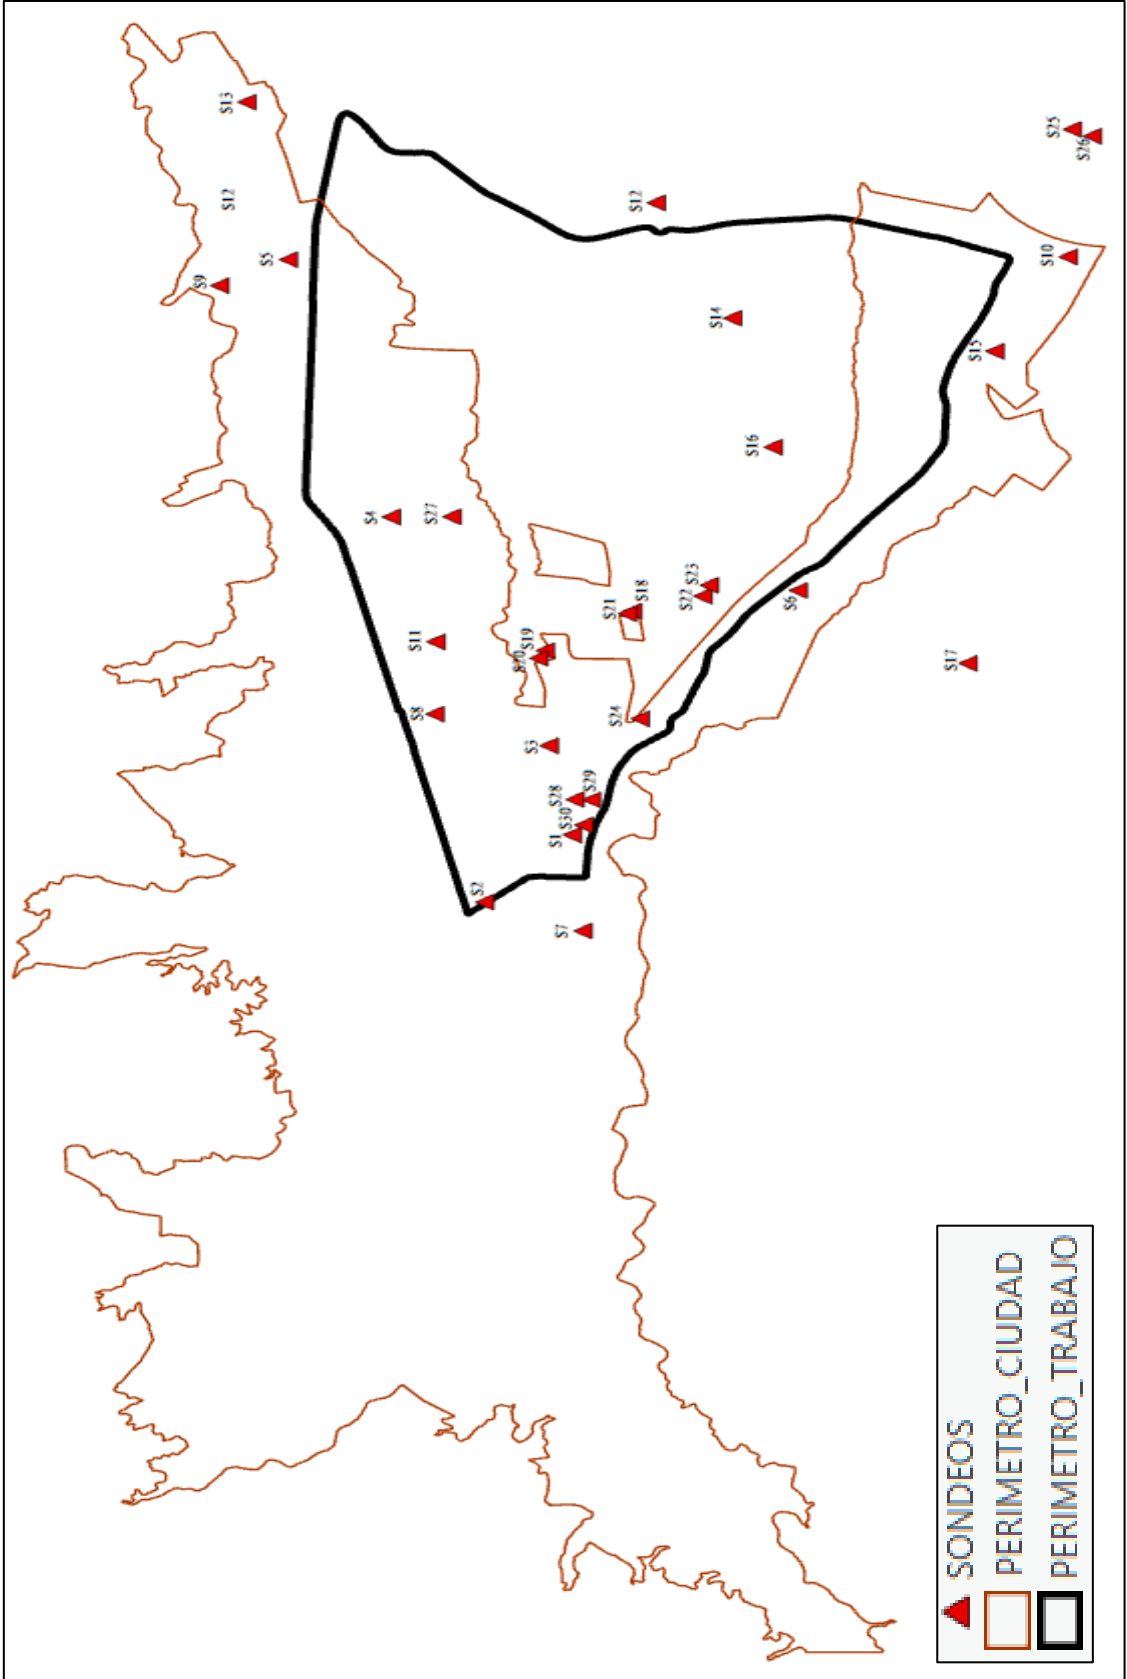 S13
S12
S5
S9
S25
S26
S12
S10
S14
S15
S16
S4
S27
S23
S22
S18
S21
S6
S11
S19
S20
S17
S8
S24
S3
S29
S28
S30
S1
S2
S7
SONDEOS
PERIMETRO_CIUDAD
PERIMETRO_TRABAJO